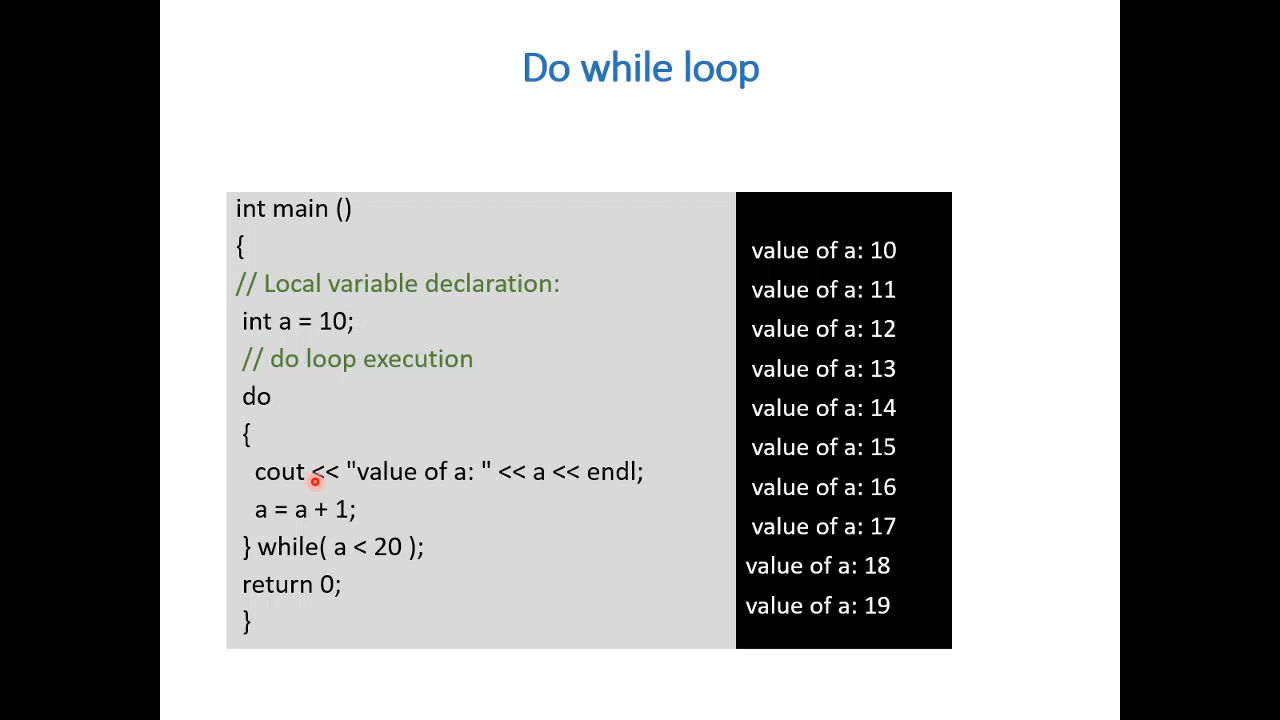 Do while loop
int main ()
{
// Local variable declaration:
int a = 10;
// do loop execution
do
{
cout << "value of a: " << a << endl;
a = a + 1;
} while( a < 20 );
return 0;
}
value of a: 10
value of a: 11
value of a: 12
value of a: 13
value of a: 14
value of a: 15
value of a: 16
value of a: 17
value of a: 18
value of a: 19